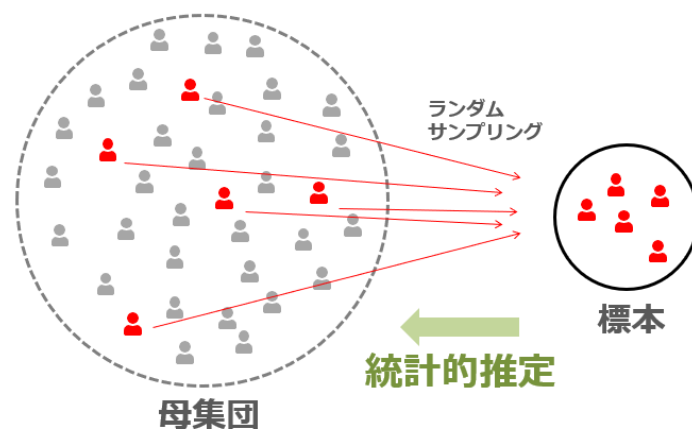 ランダム
サンプリング
標本
統計的推定
母集団